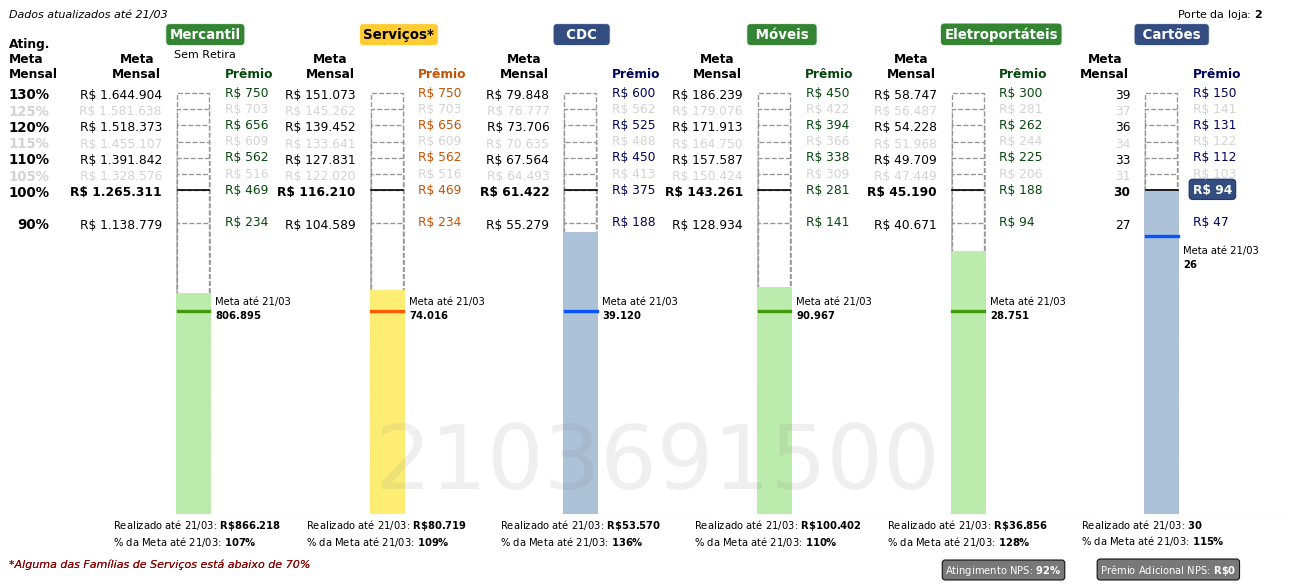 Dados atualizados até 21/03
Porte da loja: 2
Mercantil Serviços* CDC Móveis Eletroportáteis Cartões
Sem Retira
Ating. Meta Mensal
Meta Mensal Prêmio Meta Mensal Prêmio Meta Mensal Prêmio Meta Mensal Prêmio Meta Mensal Prêmio Meta Mensal Prêmio
130% R$ 1.644.904 R$ 750 R$ 151.073 R$ 750 R$ 79.848 R$ 600 R$ 186.239 R$ 450 R$ 58.747 R$ 300 39 R$ 150
125% R$ 1.581.638 R$ 703 R$ 145.262 R$ 703 R$ 76.777 R$ 562 R$ 179.076 R$ 422 R$ 56.487 R$ 281 37 R$ 141
120% R$ 1.518.373 R$ 656 R$ 139.452 R$ 656 R$ 73.706 R$ 525 R$ 171.913 R$ 394 R$ 54.228 R$ 262 36 R$ 131
115% R$ 1.455.107 R$ 609 R$ 133.641 R$ 609 R$ 70.635 R$ 488 R$ 164.750 R$ 366 R$ 51.968 R$ 244 34 R$ 122
110% R$ 1.391.842 R$ 562 R$ 127.831 R$ 562 R$ 67.564 R$ 450 R$ 157.587 R$ 338 R$ 49.709 R$ 225 33 R$ 112
105% R$ 1.328.576 R$ 516 R$ 122.020 R$ 516 R$ 64.493 R$ 413 R$ 150.424 R$ 309 R$ 47.449 R$ 206 31 R$ 103
100% R$ 1.265.311 R$ 469 R$ 116.210 R$ 469 R$ 61.422 R$ 375 R$ 143.261 R$ 281 R$ 45.190 R$ 188 30 R$ 94
90% R$ 1.138.779 R$ 234 R$ 104.589 R$ 234 R$ 55.279 R$ 188 R$ 128.934 R$ 141 R$ 40.671 R$ 94 27 R$ 47
Meta até 21/03
26
Meta até 21/03 Meta até 21/03 Meta até 21/03 Meta até 21/03 Meta até 21/03
806.895 74.016 39.120 90.967 28.751
2103691500
Realizado até 21/03: R$866.218 Realizado até 21/03: R$80.719 Realizado até 21/03: R$53.570 Realizado até 21/03: R$100.402 Realizado até 21/03: R$36.856 Realizado até 21/03: 30
% da Meta até 21/03: 107% % da Meta até 21/03: 109% % da Meta até 21/03: 136% % da Meta até 21/03: 110% % da Meta até 21/03: 128% % da Meta até 21/03: 115%
*Alguma das Famílias de Serviços está abaixo de 70%
Atingimento NPS: 92% Prêmio Adicional NPS: R$0